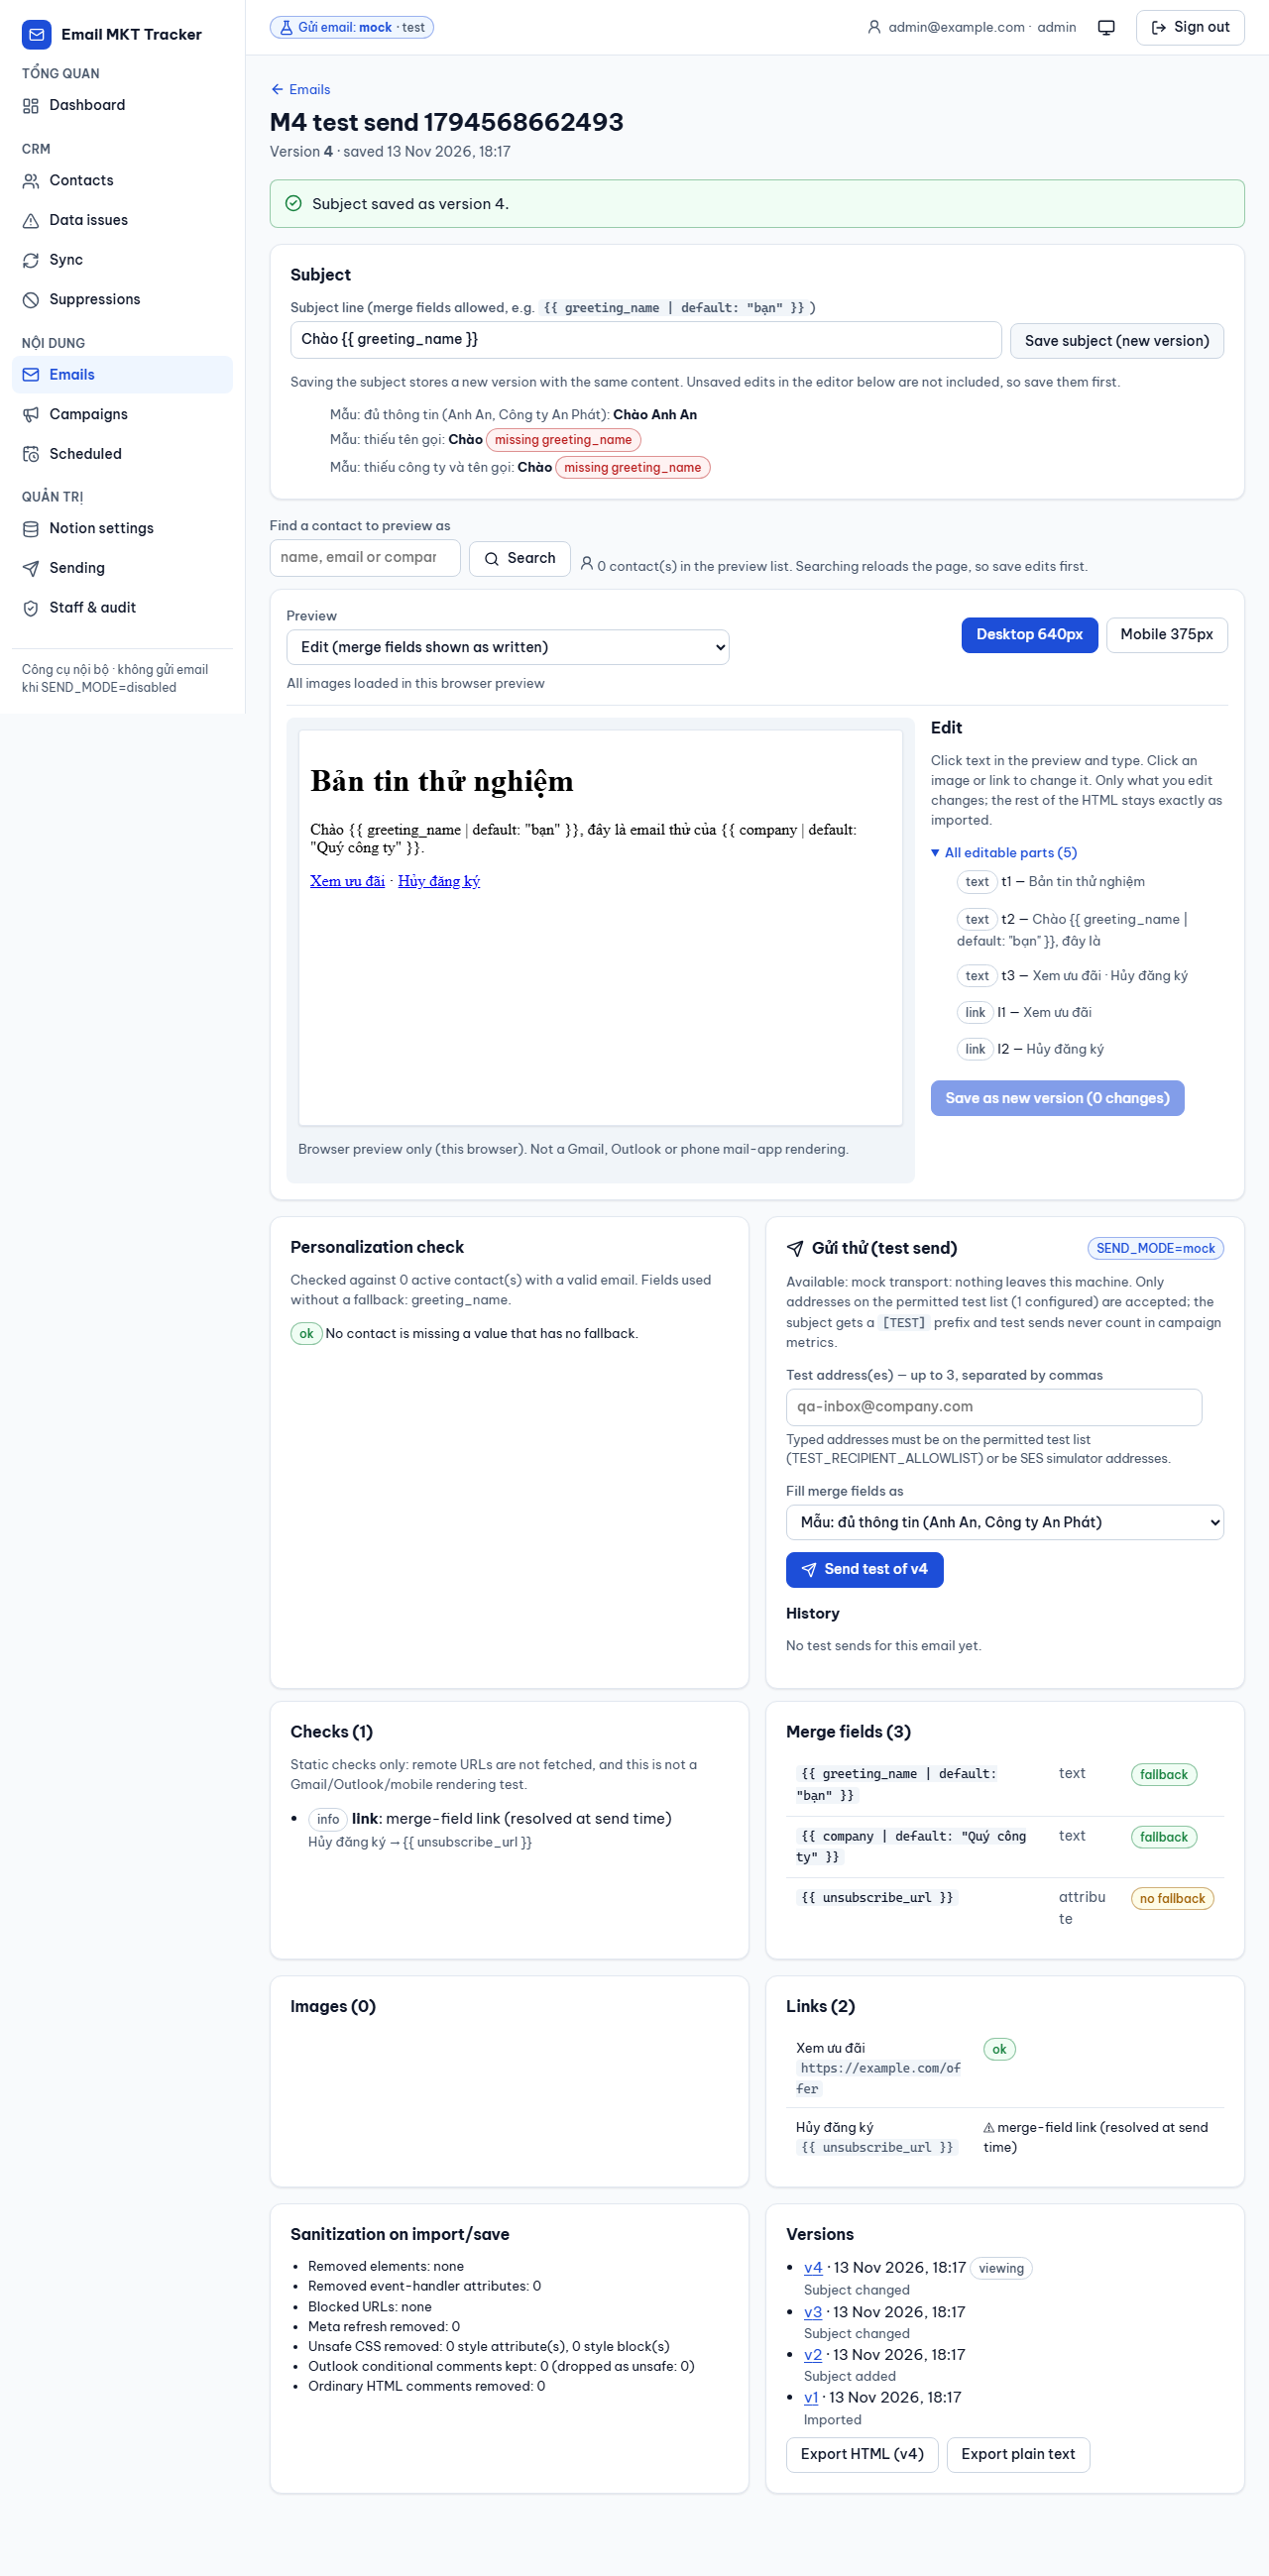 Email MKT Tracker
TỔNG QUAN
Dashboard
CRM
Contacts
Data issues
Sync
Suppressions
NỘI DUNG
Emails
Campaigns
Scheduled
QUẢN TRỊ
Notion settings
Sending
Staff & audit
Công cụ nội bộ · không gửi email
khi SEND_MODE=disabled
Gửi email: mock · test
admin@example.com · admin
Sign out
Emails
M4 test send 1794568662493
Version 4 · saved 13 Nov 2026, 18:17
Subject saved as version 4.
Subject
Subject line (merge fields allowed, e.g. {{ greeting_name | default: "bạn" }} )
Chào {{ greeting_name }}
Save subject (new version)
Saving the subject stores a new version with the same content. Unsaved edits in the editor below are not included, so save them first.
Mẫu: đủ thông tin (Anh An, Công ty An Phát): Chào Anh An
Mẫu: thiếu tên gọi: Chào missing greeting_name
Mẫu: thiếu công ty và tên gọi: Chào missing greeting_name
Find a contact to preview as
name, email or compar
Search
0 contact(s) in the preview list. Searching reloads the page, so save edits first.
Preview
Edit (merge fields shown as written)
Desktop 640px
Mobile 375px
All images loaded in this browser preview
Bản tin thử nghiệm
Chào {{ greeting_name | default: "bạn" }}, đây là email thử của {{ company | default:
"Quý công ty" }}.
Xem ưu đãi · Hủy đăng ký
Browser preview only (this browser). Not a Gmail, Outlook or phone mail-app rendering.
Edit
Click text in the preview and type. Click an
image or link to change it. Only what you edit
changes; the rest of the HTML stays exactly as
imported.
▼ All editable parts (5)
text t1 — Bản tin thử nghiệm
text t2 — Chào {{ greeting_name |
default: "bạn" }}, đây là
text t3 — Xem ưu đãi · Hủy đăng ký
link l1 — Xem ưu đãi
link l2 — Hủy đăng ký
Save as new version (0 changes)
Personalization check
Checked against 0 active contact(s) with a valid email. Fields used
without a fallback: greeting_name.
ok No contact is missing a value that has no fallback.
Gửi thử (test send)
SEND_MODE=mock
Available: mock transport: nothing leaves this machine. Only
addresses on the permitted test list (1 configured) are accepted; the
subject gets a [TEST] prefix and test sends never count in campaign
metrics.
Test address(es) — up to 3, separated by commas
qa-inbox@company.com
Typed addresses must be on the permitted test list
(TEST_RECIPIENT_ALLOWLIST) or be SES simulator addresses.
Fill merge fields as
Mẫu: đủ thông tin (Anh An, Công ty An Phát)
Send test of v4
History
No test sends for this email yet.
Checks (1)
Static checks only: remote URLs are not fetched, and this is not a
Gmail/Outlook/mobile rendering test.
• info link: merge-field link (resolved at send time)
Hủy đăng ký → {{ unsubscribe_url }}
Merge fields (3)
{{ greeting_name | default: text fallback
"bạn" }}
{{ company | default: "Quý công text fallback
ty" }}
{{ unsubscribe_url }} attribu no fallback
te
Images (0)
Links (2)
Xem ưu đãi ok
https://example.com/of
fer
Hủy đăng ký ⚠ merge-field link (resolved at send
{{ unsubscribe_url }} time)
Sanitization on import/save
• Removed elements: none
• Removed event-handler attributes: 0
• Blocked URLs: none
• Meta refresh removed: 0
• Unsafe CSS removed: 0 style attribute(s), 0 style block(s)
• Outlook conditional comments kept: 0 (dropped as unsafe: 0)
• Ordinary HTML comments removed: 0
Versions
• v4 · 13 Nov 2026, 18:17 viewing
Subject changed
• v3 · 13 Nov 2026, 18:17
Subject changed
• v2 · 13 Nov 2026, 18:17
Subject added
• v1 · 13 Nov 2026, 18:17
Imported
Export HTML (v4)
Export plain text